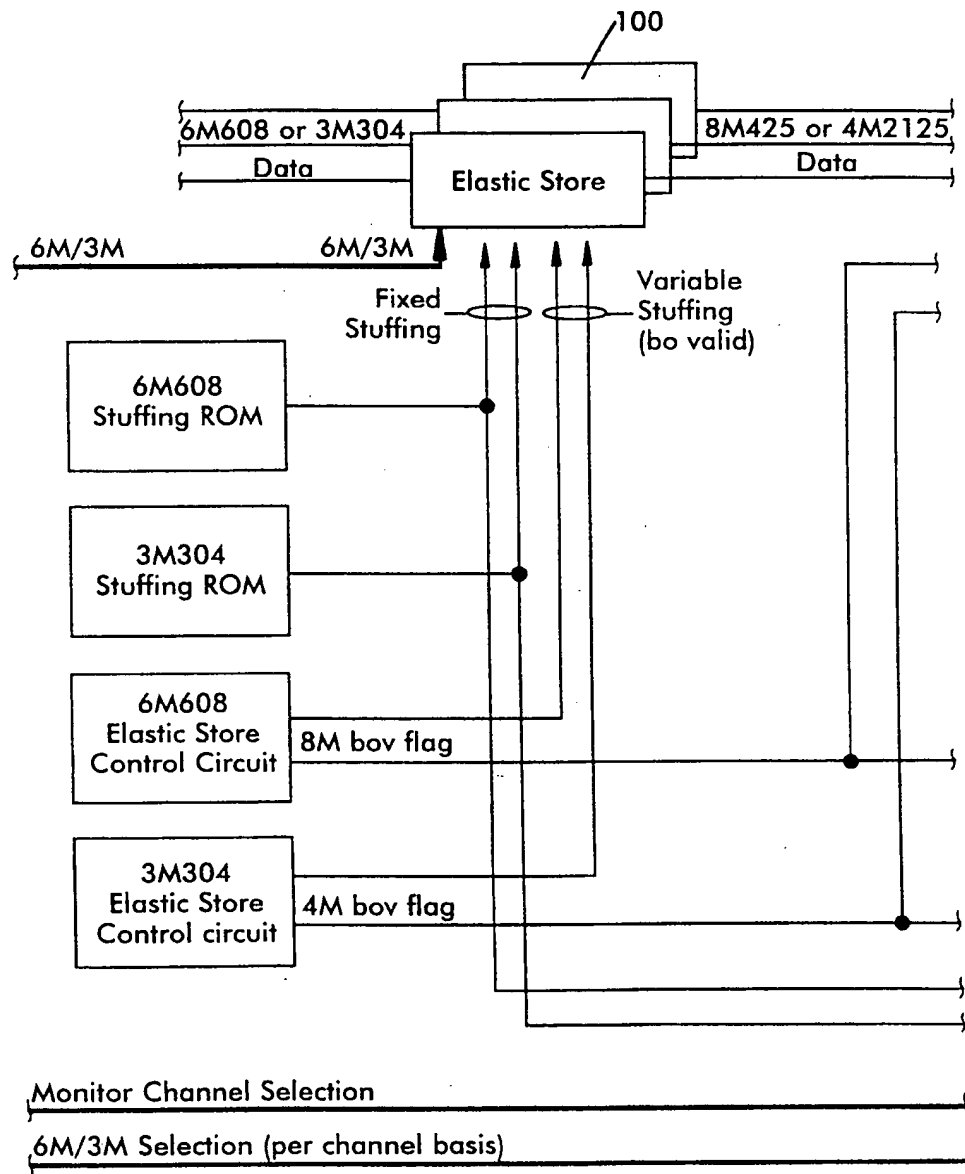 100
6M608 or 3M304
8M425 or 4M2125
Data
Elastic Store
Data
6M/3M
6M/3M
Fixed
Stuffing
Variable
Stuffing
(bo valid)
6M608
Stuffing ROM
3M304
Stuffing ROM
6M608
Elastic Store
Control Circuit
8M bov flag
3M304
Elastic Store
Control circuit
4M bov flag
Monitor Channel Selection
6M/3M Selection (per channel basis)